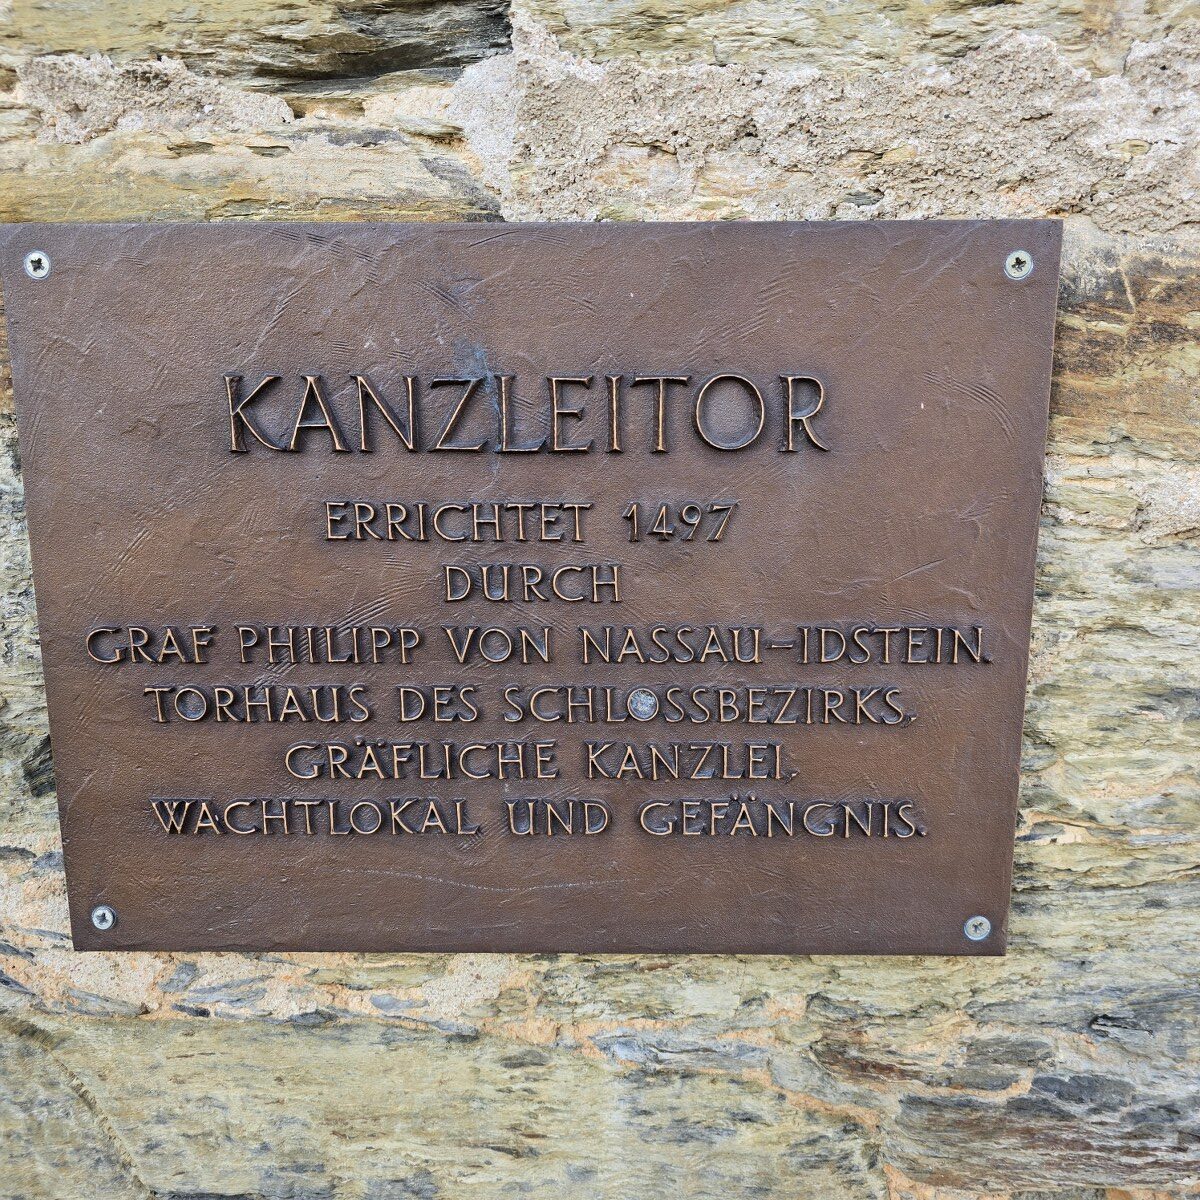 KANZLEITOR
ERRICHTET 1497
DURCH
GRAF PHILIPP VON NASSAU-IDSTEIN.
TORHAUS DES SCHLOSSBEZIRKS,
GRÄFLICHE KANZLEI,
WACHTLOKAL UND GEFÄNGNIS.